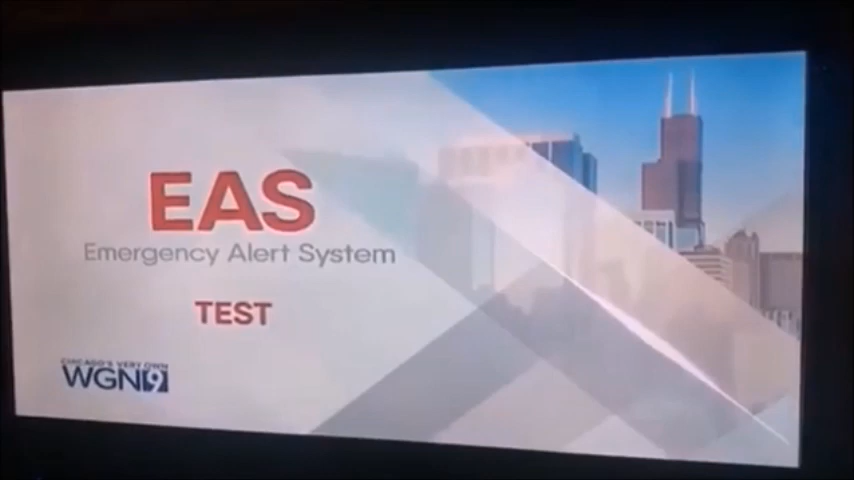 EAS
Emergency Alert System
TEST
CHICAGO'S VERY OWN
WGN9